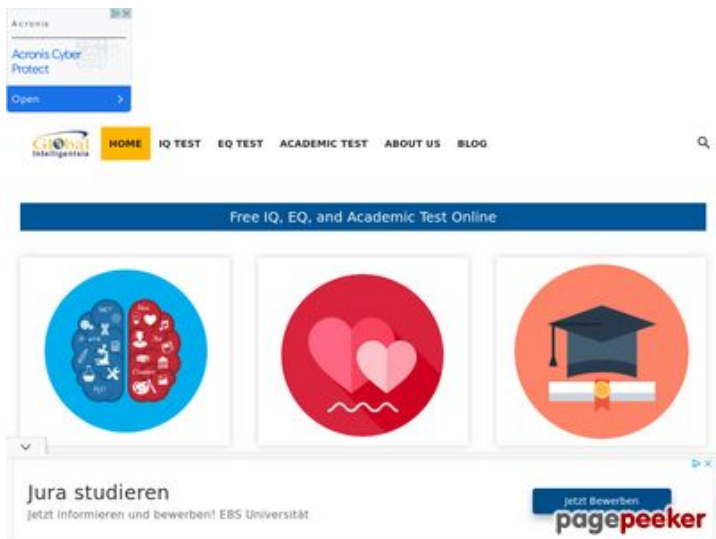 Acronis
Acronis Cyber
Protect
Open
Global
Intelligentsia
HOME
IQ TEST
EQ TEST
ACADEMIC TEST
ABOUT US
BLOG
Free IQ, EQ, and Academic Test Online
Jura studieren
Jetzt informieren und bewerben! EBS Universität
Jetzt Bewerben
pagepeeker